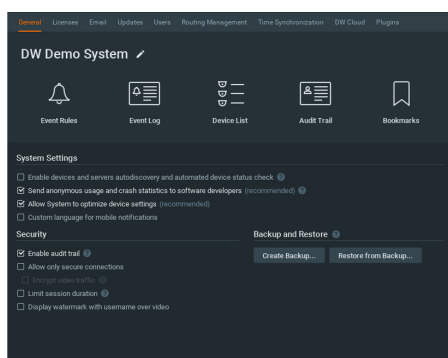 General Licenses Email Updates Users Routing Management Time Synchronization DW Cloud Plugins
DW Demo System
Event Rules Event Log Device List Audit Trail Bookmarks
System Settings
Enable devices and servers autodiscovery and automated device status check ?
Send anonymous usage and crash statistics to software developers (recommended) ?
Allow System to optimize device settings (recommended)
Custom language for mobile notifications
Security
Enable audit trail ?
Allow only secure connections
Encrypt video traffic ?
Limit session duration ?
Display watermark with username over video
Backup and Restore ?
Create Backup... Restore from Backup...